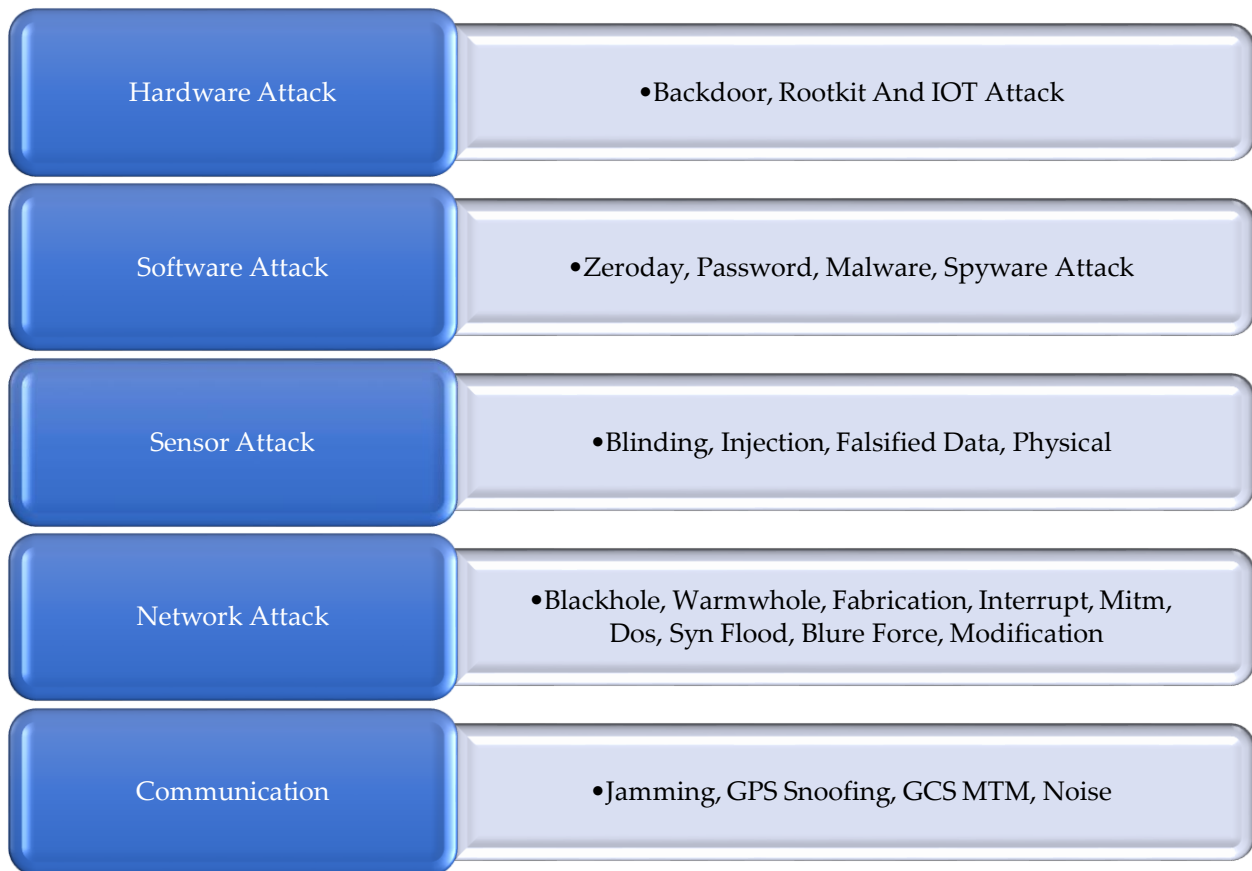 Hardware Attack
•Backdoor, Rootkit And IOT Attack
Software Attack
•Zeroday, Password, Malware, Spyware Attack
Sensor Attack
•Blinding, Injection, Falsified Data, Physical
Network Attack
•Blackhole, Warmwhole, Fabrication, Interrupt, Mitm,
Dos, Syn Flood, Blure Force, Modification
Communication
•Jamming, GPS Snoofing, GCS MTM, Noise